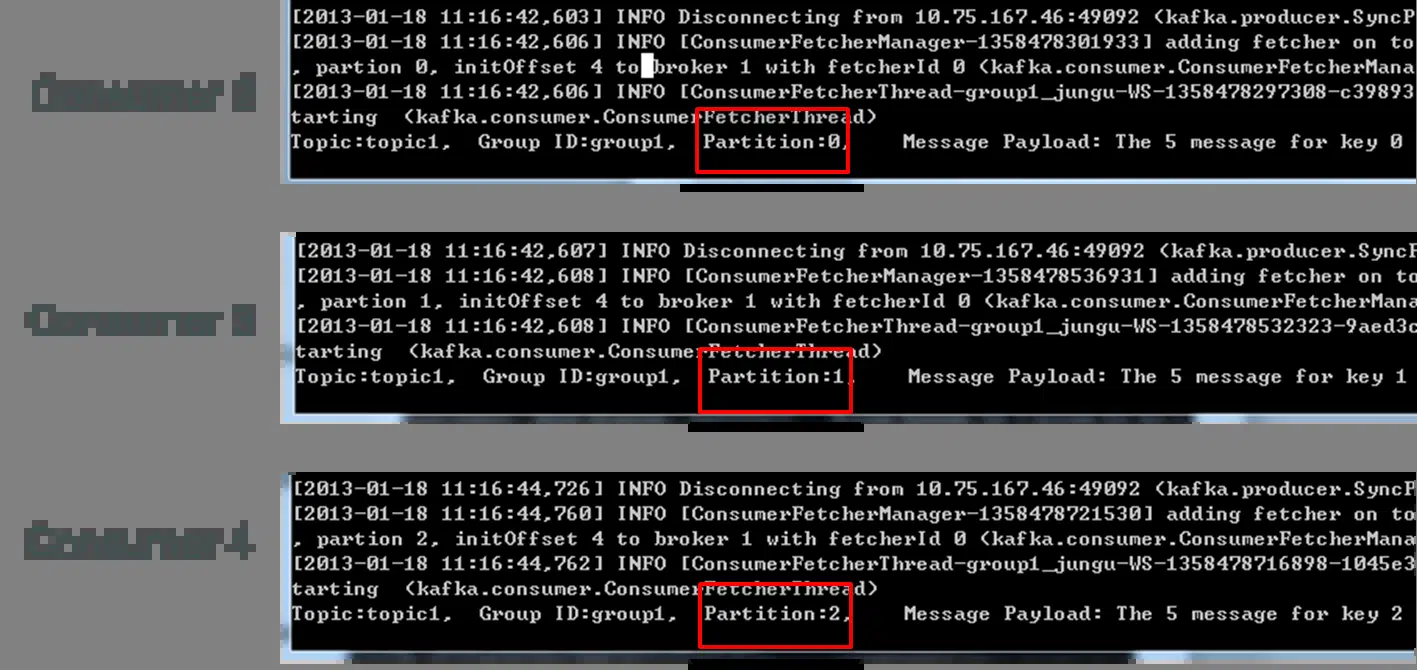 [2013-01-18 11:16:42,603] INFO Disconnecting from 10.75.167.46:49092 (kafka.producer.SyncP
[2013-01-18 11:16:42,606] INFO [ConsumerFetcherManager-1358478301933] adding fetcher on to
, partion 0, initOffset 4 to broker 1 with fetcherId 0 (kafka.consumer.ConsumerFetcherMana
[2013-01-18 11:16:42,606] INFO [ConsumerFetcherThread-group1_jungu-WS-1358478297308-c39893
tarting (kafka.consumer.ConsumerFetcherThread)
Topic:topic1, Group ID:group1, Partition:0, Message Payload: The 5 message for key 0
[2013-01-18 11:16:42,607] INFO Disconnecting from 10.75.167.46:49092 (kafka.producer.SyncP
[2013-01-18 11:16:42,608] INFO [ConsumerFetcherManager-1358478536931] adding fetcher on to
, partion 1, initOffset 4 to broker 1 with fetcherId 0 (kafka.consumer.ConsumerFetcherMana
[2013-01-18 11:16:42,608] INFO [ConsumerFetcherThread-group1_jungu-WS-1358478532323-9aed3c
tarting (kafka.consumer.ConsumerFetcherThread)
Topic:topic1, Group ID:group1, Partition:1, Message Payload: The 5 message for key 1
Consumer 4
[2013-01-18 11:16:44,726] INFO Disconnecting from 10.75.167.46:49092 (kafka.producer.SyncP
[2013-01-18 11:16:44,760] INFO [ConsumerFetcherManager-1358478721530] adding fetcher on to
, partion 2, initOffset 4 to broker 1 with fetcherId 0 (kafka.consumer.ConsumerFetcherMana
[2013-01-18 11:16:44,762] INFO [ConsumerFetcherThread-group1_jungu-WS-1358478716898-1045e3
tarting (kafka.consumer.ConsumerFetcherThread)
Topic:topic1, Group ID:group1, Partition:2, Message Payload: The 5 message for key 2